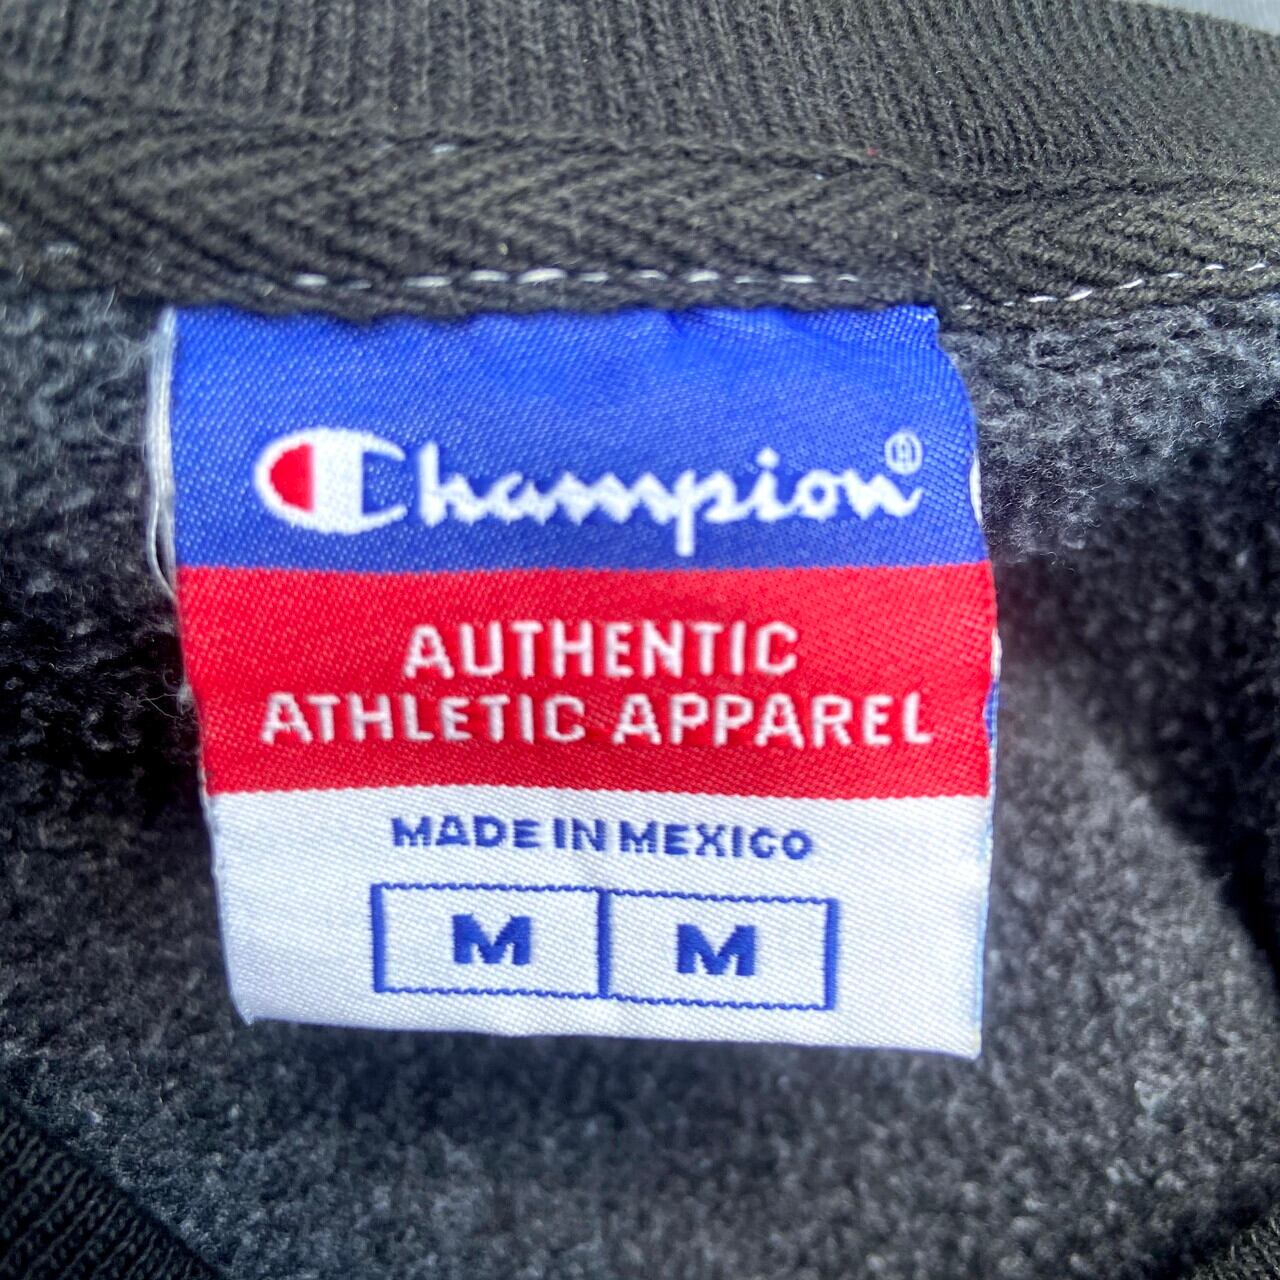 Champion®
AUTHENTIC
ATHLETIC APPAREL
MADE IN MEXICO
M M